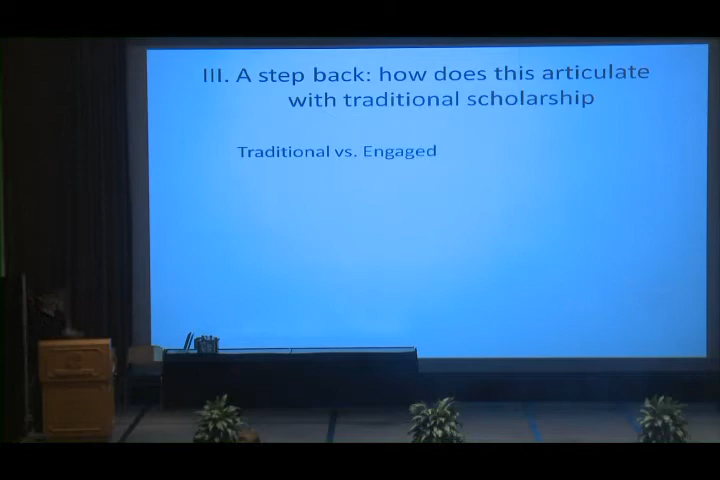 III. A step back: how does this articulate
with traditional scholarship
Traditional vs. Engaged